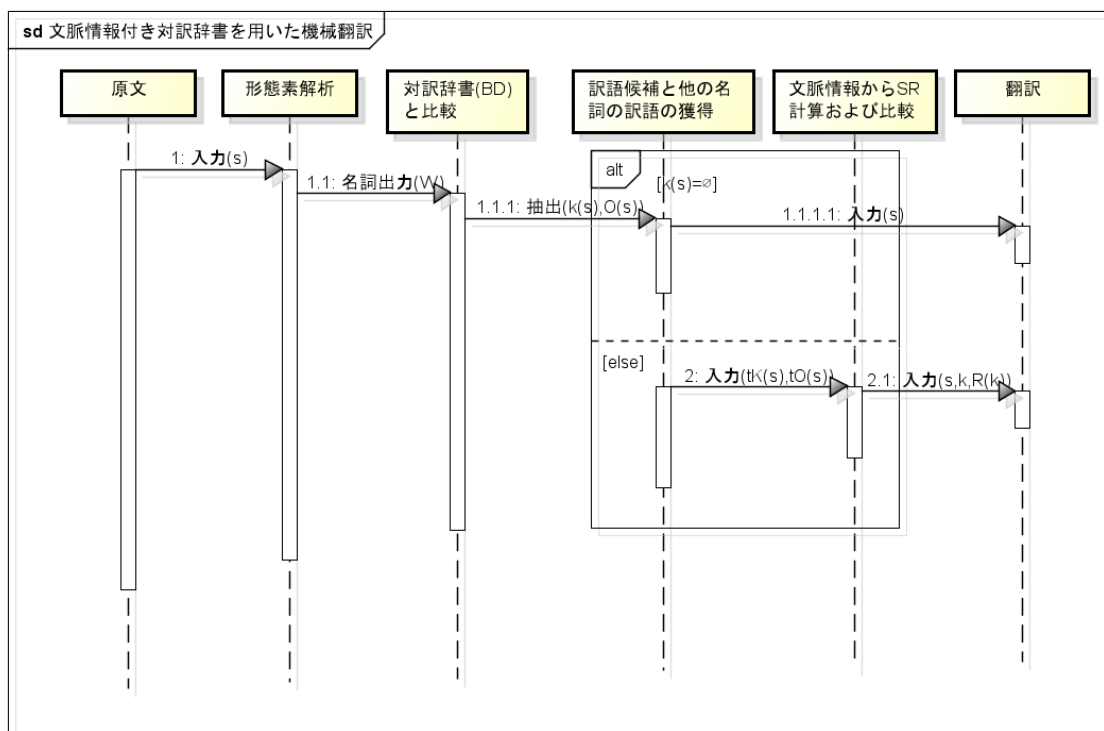 sd 文脈情報付き対訳辞書を用いた機械翻訳
原文
形態素解析
対訳辞書(BD)
と比較
訳語候補と他の名
詞の訳語の獲得
文脈情報からSR
計算および比較
翻訳
1: 入力(s)
1.1: 名詞出力(W)
1.1.1: 抽出(k(s),O(s))
alt
[k(s)=∅]
1.1.1.1: 入力(s)
[else]
2: 入力(tK(s),tO(s))
2.1: 入力(s,k,R(k))